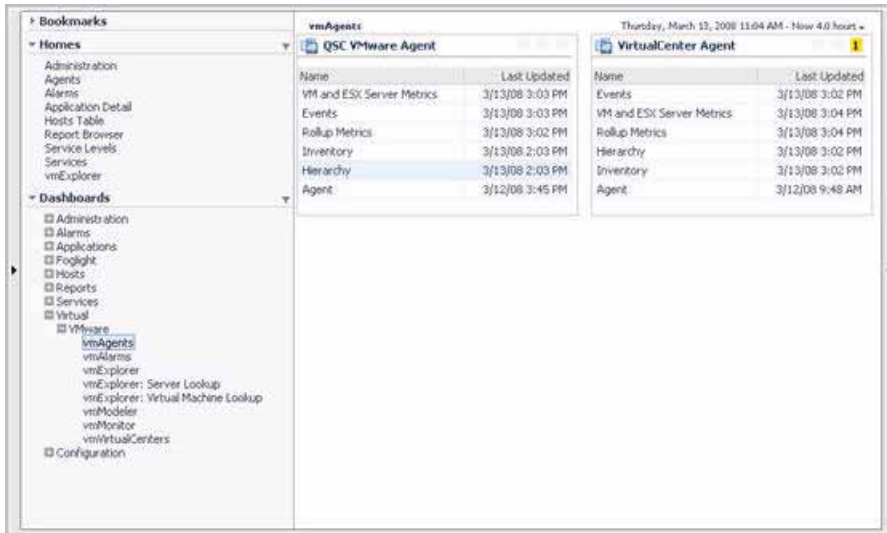 Bookmarks
Homes
Administration
Agents
Alarms
Application Detail
Hosts Table
Report Browser
Service Levels
Services
vmExplorer
Dashboards
Administration
Alarms
Applications
Foglight
Hosts
Reports
Services
Virtual
VMware
vmAgents
vmAlarms
vmExplorer
vmExplorer: Server Lookup
vmExplorer: Virtual Machine Lookup
vmModeler
vmMonitor
vmVirtualCenters
Configuration
vmAgents
Thursday, March 13, 2008 11:04 AM - Now 4.0 hours
QSC VMware Agent
Name Last Updated
VM and ESX Server Metrics 3/13/08 3:03 PM
Events 3/13/08 3:03 PM
Rollup Metrics 3/13/08 3:02 PM
Inventory 3/13/08 2:03 PM
Hierarchy 3/13/08 2:03 PM
Agent 3/12/08 3:45 PM
VirtualCenter Agent 1
Name Last Updated
Events 3/13/08 3:02 PM
VM and ESX Server Metrics 3/13/08 3:04 PM
Rollup Metrics 3/13/08 3:04 PM
Hierarchy 3/13/08 3:02 PM
Inventory 3/13/08 3:02 PM
Agent 3/12/08 9:48 AM